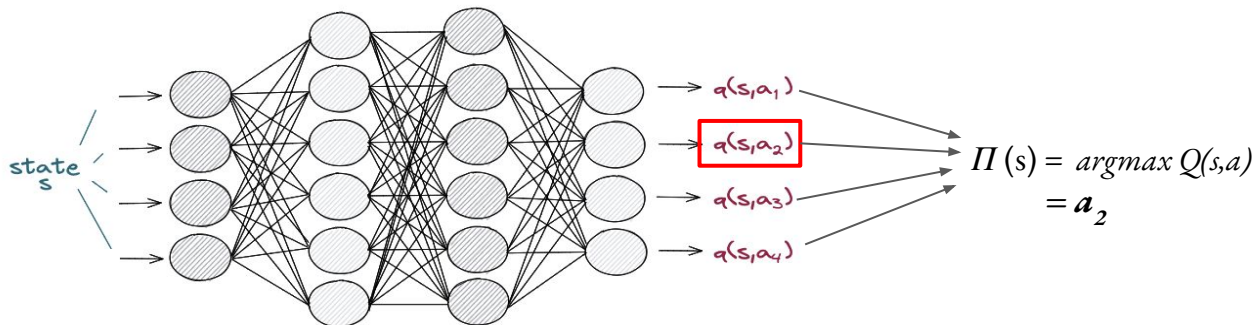 state
s
q(s,a₁)
q(s,a₂)
q(s,a₃)
q(s,a₄)
Π (s) = argmax Q(s,a)
= a₂